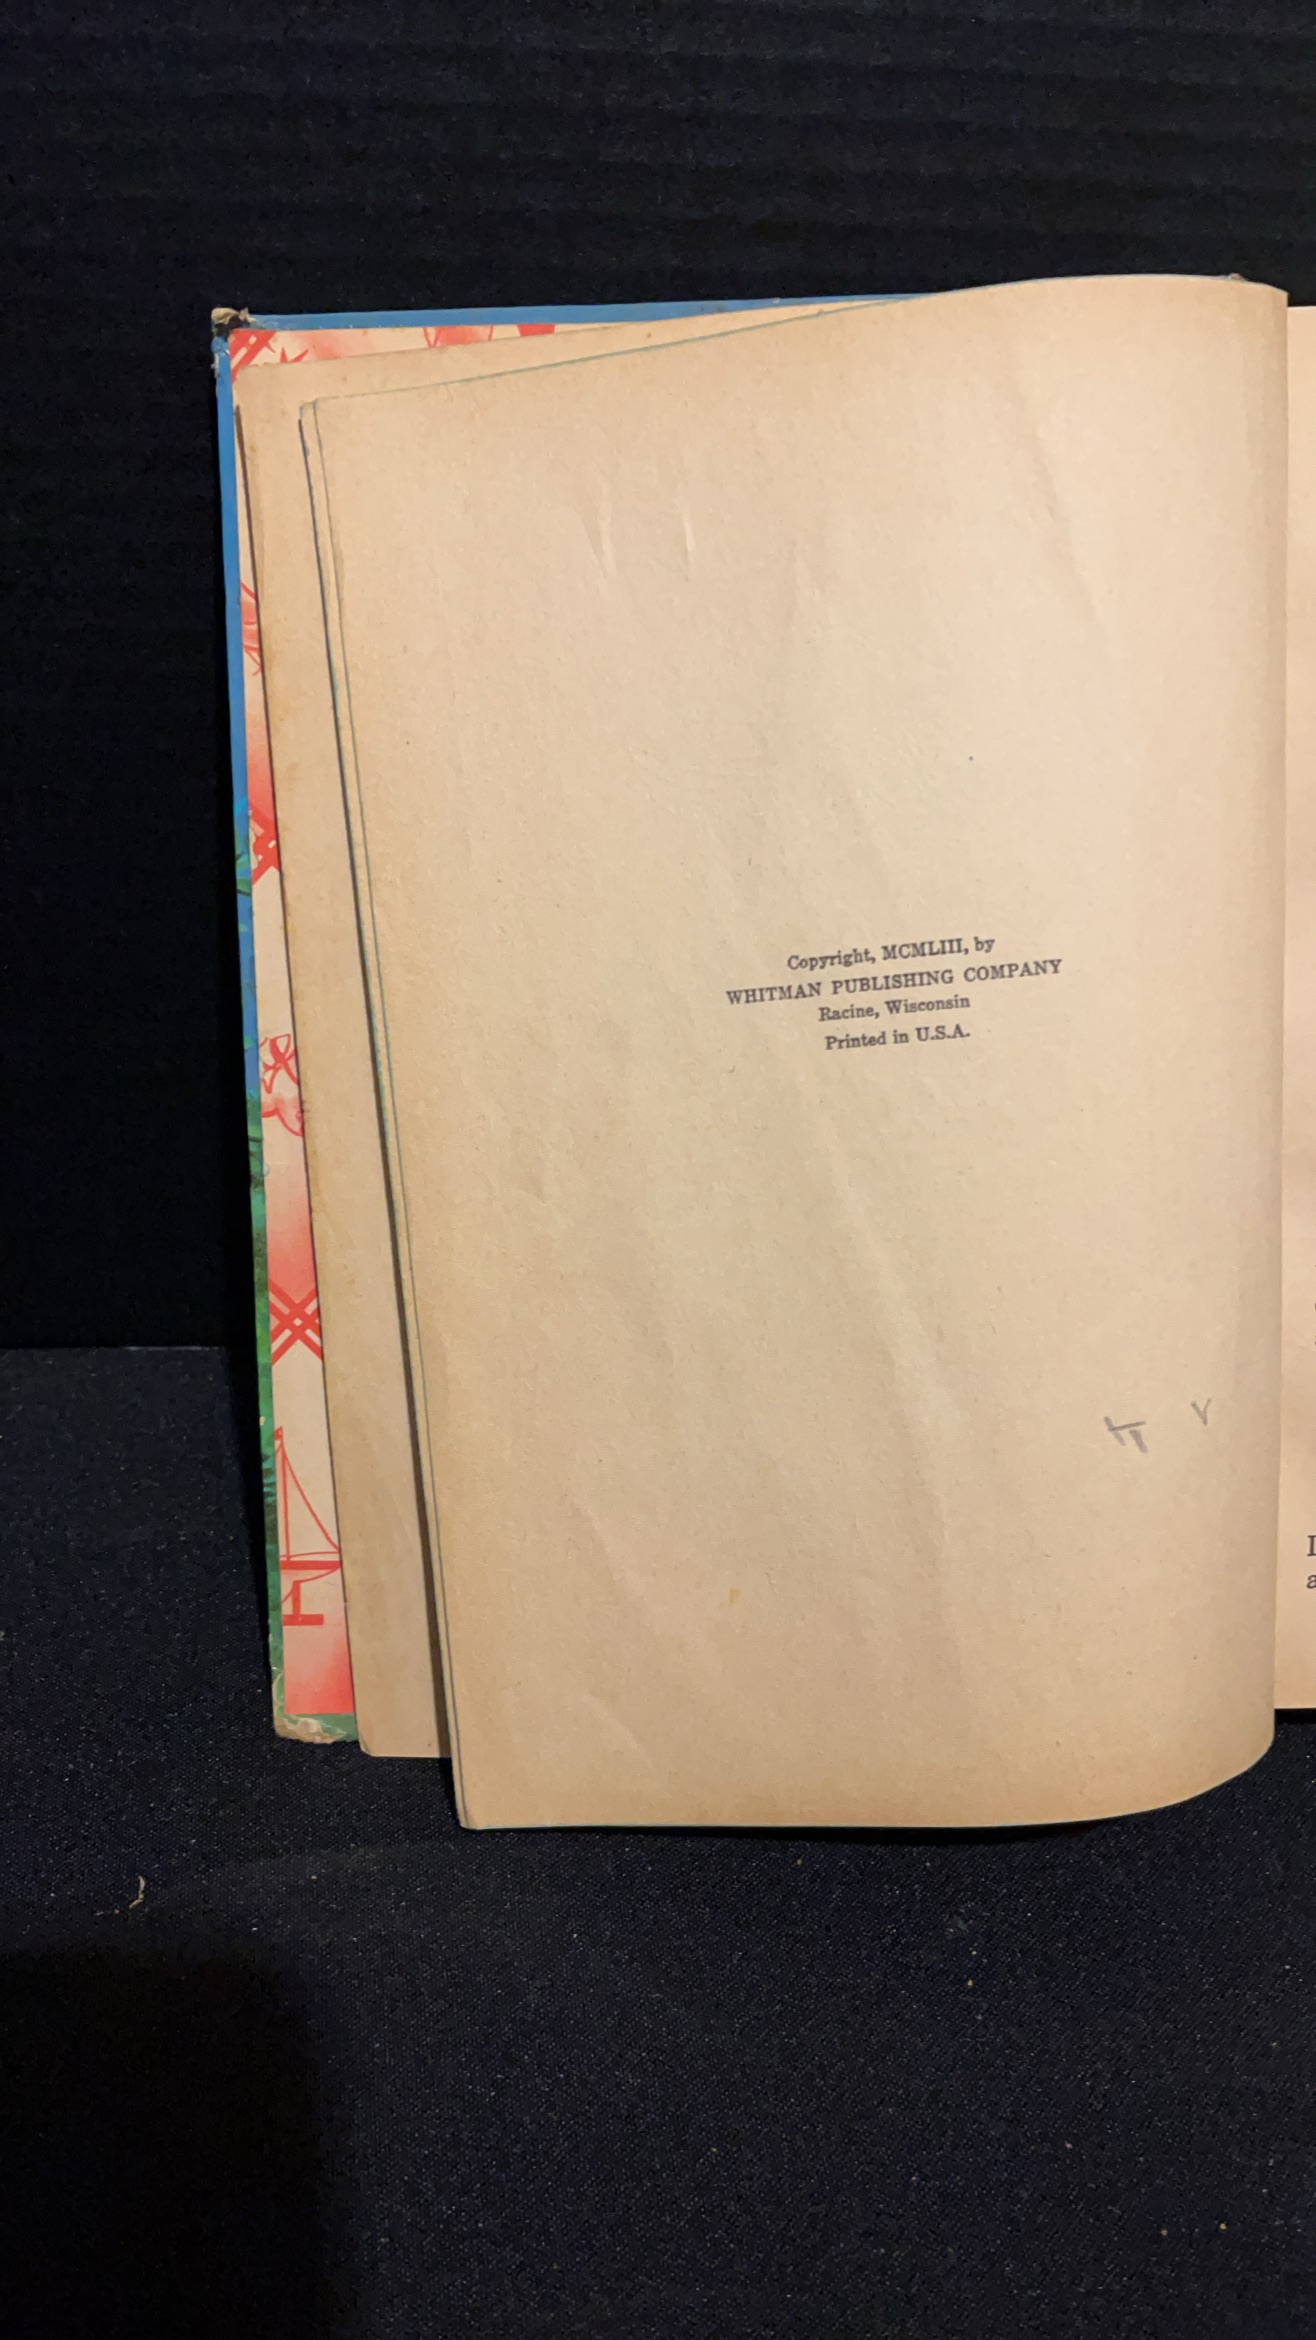 Copyright, MCMLIII, by
WHITMAN PUBLISHING COMPANY
Racine, Wisconsin
Printed in U.S.A.